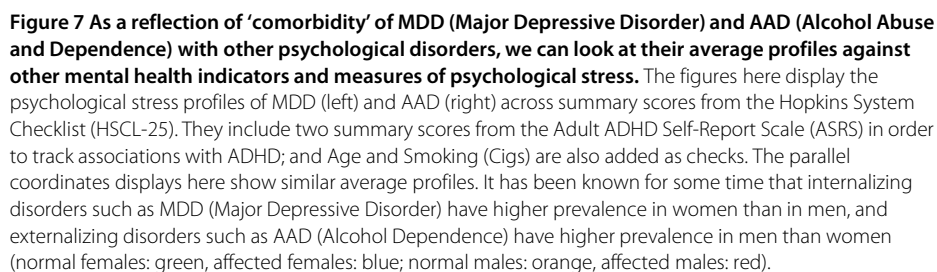 Figure 7 As a reflection of ‘comorbidity’ of MDD (Major Depressive Disorder) and AAD (Alcohol Abuse
and Dependence) with other psychological disorders, we can look at their average profiles against
other mental health indicators and measures of psychological stress. The figures here display the
psychological stress profiles of MDD (left) and AAD (right) across summary scores from the Hopkins System
Checklist (HSCL-25). They include two summary scores from the Adult ADHD Self-Report Scale (ASRS) in order
to track associations with ADHD; and Age and Smoking (Cigs) are also added as checks. The parallel
coordinates displays here show similar average profiles. It has been known for some time that internalizing
disorders such as MDD (Major Depressive Disorder) have higher prevalence in women than in men, and
externalizing disorders such as AAD (Alcohol Dependence) have higher prevalence in men than women
(normal females: green, affected females: blue; normal males: orange, affected males: red).